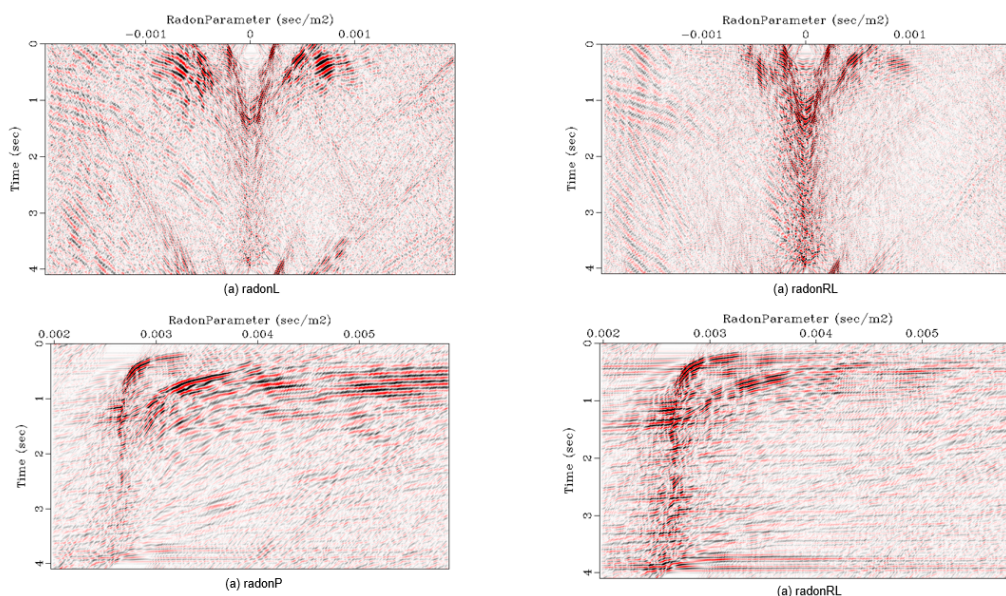 RadonParameter (sec/m2)
-0.001 0 0.001
0
1
2
3
4
Time (sec)
(a) radonL
RadonParameter (sec/m2)
-0.001 0 0.001
0
1
2
3
4
Time (sec)
(a) radonRL
RadonParameter (sec/m2)
0.002 0.003 0.004 0.005
0
1
2
3
4
Time (sec)
(a) radonP
RadonParameter (sec/m2)
0.002 0.003 0.004 0.005
0
1
2
3
4
Time (sec)
(a) radonRL